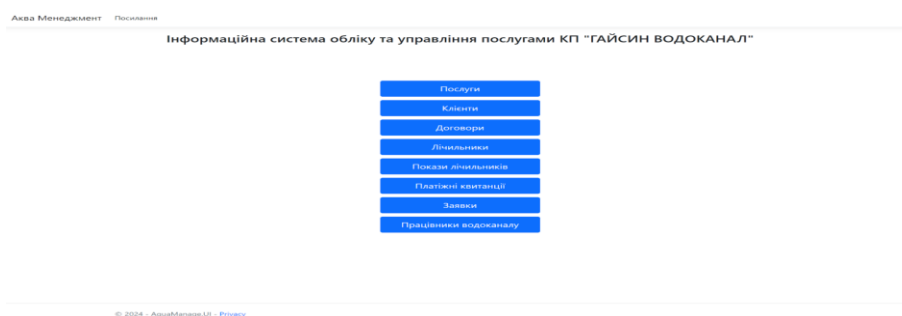 Аква Менеджмент Посилання
Інформаційна система обліку та управління послугами КП "ГАЙСИН ВОДОКАНАЛ"
Послуги
Клієнти
Договори
Лічильники
Покази лічильників
Платіжні квитанції
Заявки
Працівники водоканалу
© 2024 - AquaManage.UI - Privacy